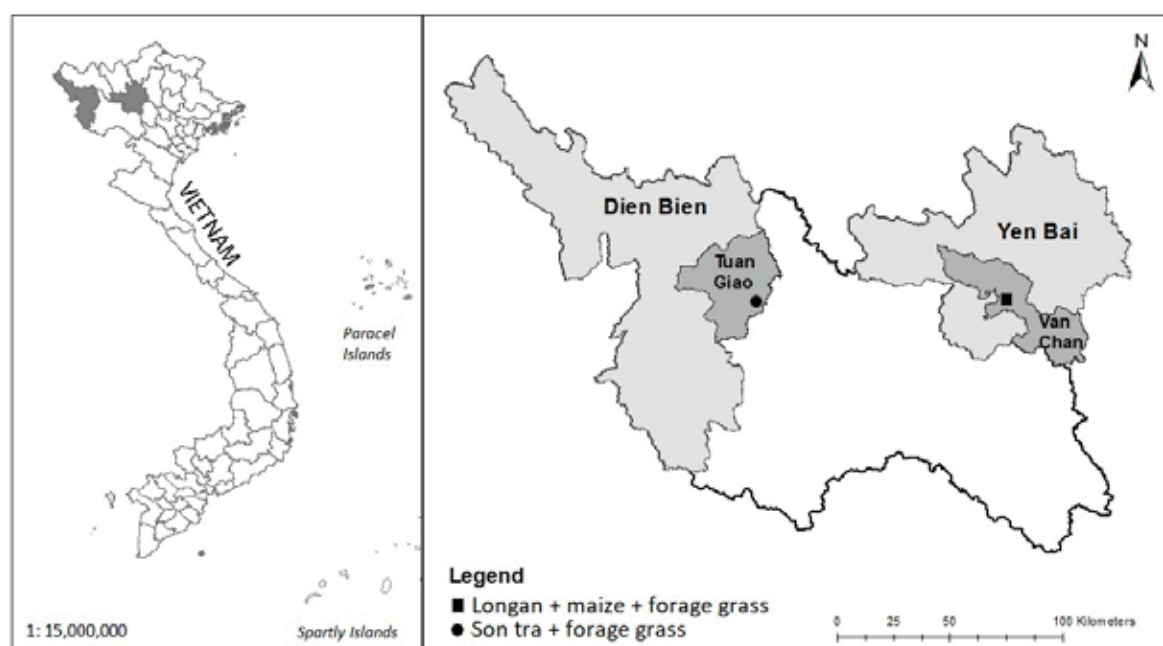 VIETNAM
Paracel
Islands
1: 15,000,000
Spartly Islands
N
Dien Bien
Tuan
Giao
Yen Bai
Van
Chan
Legend
Longan + maize + forage grass
Son tra + forage grass
0 25 50 100 Kilometers